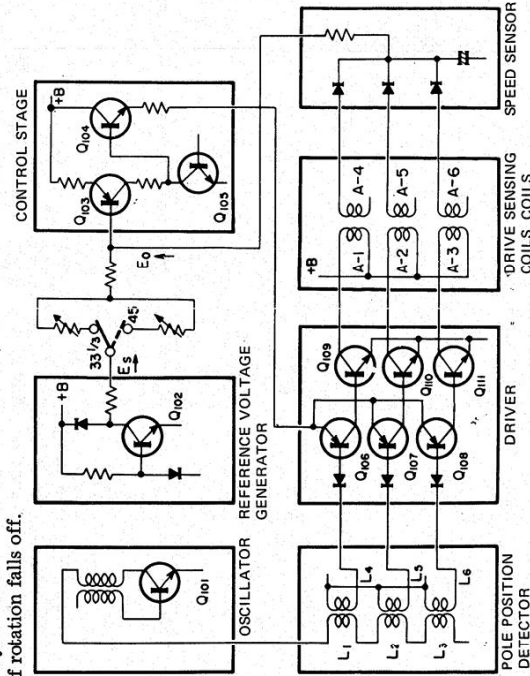 f rotation falls off.
CONTROL STAGE
+B
Q104
Q103
Q105
Eo
33 1/3
45
Es
+B
Q102
REFERENCE VOLTAGE
GENERATOR
Q101
OSCILLATOR
L1
L4
L2
L5
L3
L6
POLE POSITION
DETECTOR
Q109
Q106
Q110
Q107
Q111
Q108
DRIVER
+B
A-1 A-4
A-2 A-5
A-3 A-6
DRIVE SENSING
COILS COILS
SPEED SENSOR